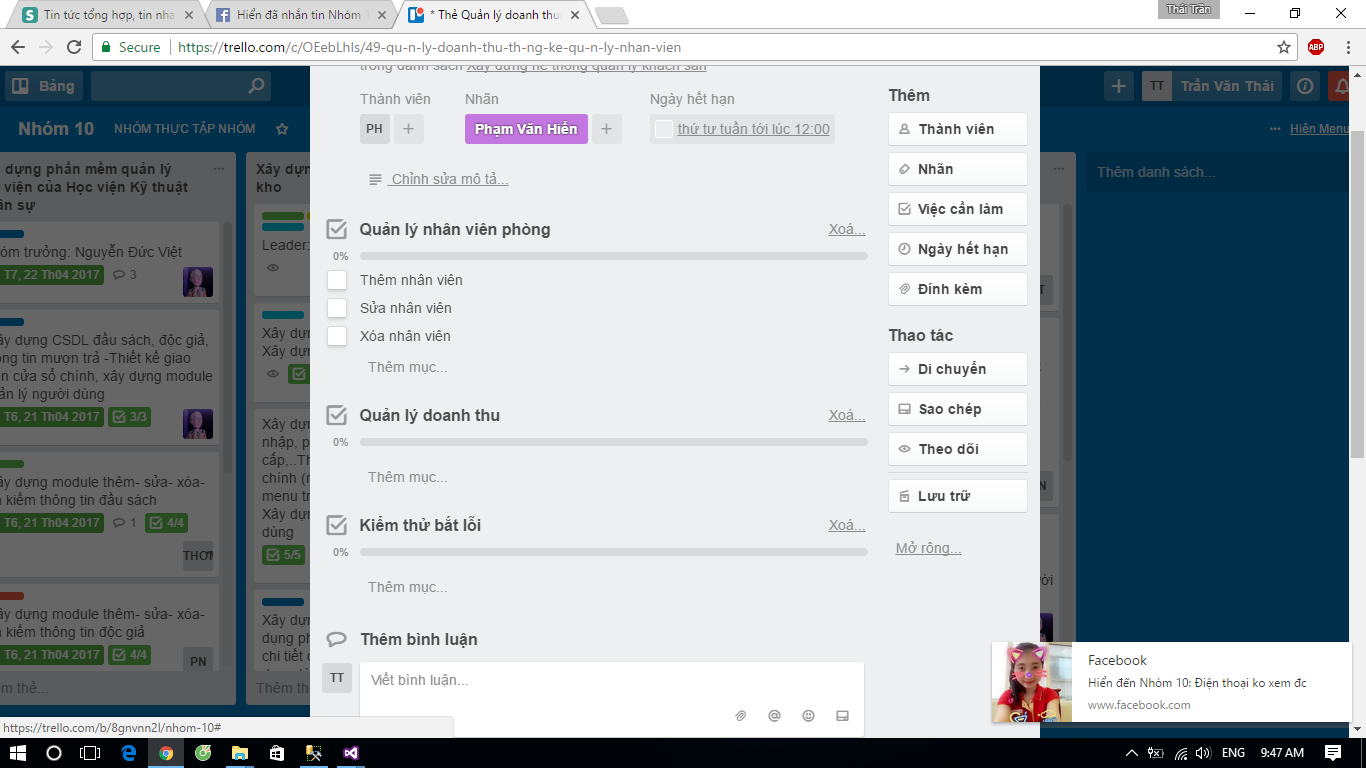 Tin tức tổng hợp, tin nha
Hiển đã nhắn tin Nhóm 1
* Thẻ Quản lý doanh thu
Thái Trần
Secure
https://trello.com/c/OEebLhls/49-qu-n-ly-doanh-thu-th-ng-ke-qu-n-ly-nhan-vien
ABP
Bảng
TT Trần Văn Thái
Nhóm 10 NHÓM THỰC TẬP NHÓM
Hiện Menu
dựng phần mềm quản lý
viện của Học viện Kỹ thuật
ân sự
óm trưởng: Nguyễn Đức Việt
T7, 22 Th04 2017 3
ây dựng CSDL đầu sách, độc giả,
ông tin mượn trả -Thiết kế giao
ện cửa sổ chính, xây dựng module
uản lý người dùng
T6, 21 Th04 2017 3/3
ây dựng module thêm- sửa- xóa-
n kiếm thông tin đầu sách
T6, 21 Th04 2017 1 4/4
THƠM
ây dựng module thêm- sửa- xóa-
n kiếm thông tin độc giả
T6, 21 Th04 2017 4/4
PN
êm thẻ...
Xây dựn
kho
Leader:
Xây dựn
Xây dựn
Xây dựn
nhập, p
cấp,..Th
chính (n
menu tr
Xây dựn
dùng
5/5
Xây dựn
dụng ph
chi tiết c
Thêm th
trong danh sách Xây dựng hệ thống quản lý khách sạn
Thành viên
PH
Nhãn
Phạm Văn Hiển
Ngày hết hạn
thứ tư tuần tới lúc 12:00
Chỉnh sửa mô tả...
Quản lý nhân viên phòng Xoá...
0%
Thêm nhân viên
Sửa nhân viên
Xóa nhân viên
Thêm mục...
Quản lý doanh thu Xoá...
0%
Thêm mục...
Kiểm thử bắt lỗi Xoá...
0%
Thêm mục...
Thêm bình luận
TT
Viết bình luận...
Thêm
Thành viên
Nhãn
Việc cần làm
Ngày hết hạn
Đính kèm
Thao tác
Di chuyển
Sao chép
Theo dõi
Lưu trữ
Mở rộng...
Thêm danh sách...
Facebook
Hiển đến Nhóm 10: Điện thoại ko xem đc
www.facebook.com
https://trello.com/b/8gnvnn2l/nhom-10#
ENG
9:47 AM